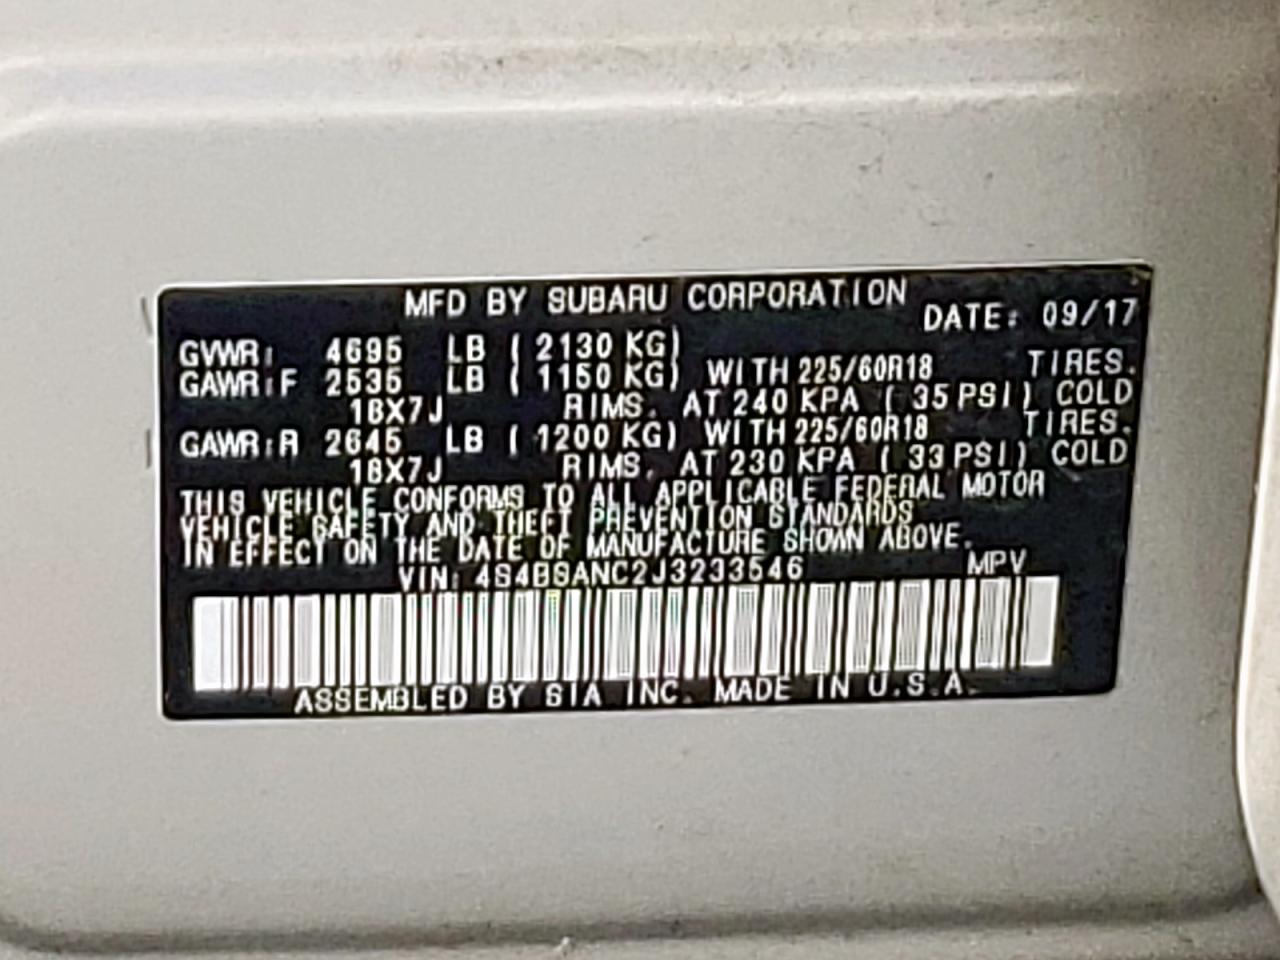 MFD BY SUBARU CORPORATION
DATE: 09/17
GVWR: 4695 LB ( 2130 KG)
GAWR:F 2535 LB ( 1150 KG) WITH 225/60R18 TIRES.
18X7J RIMS. AT 240 KPA ( 35 PSI) COLD
GAWR:R 2645 LB ( 1200 KG) WITH 225/60R18 TIRES.
18X7J RIMS. AT 230 KPA ( 33 PSI) COLD
THIS VEHICLE CONFORMS TO ALL APPLICABLE FEDERAL MOTOR
VEHICLE SAFETY AND THEFT PREVENTION STANDARDS
IN EFFECT ON THE DATE OF MANUFACTURE SHOWN ABOVE.
VIN: 4S4BSANC2J3233546 MPV
ASSEMBLED BY SIA INC. MADE IN U.S.A.